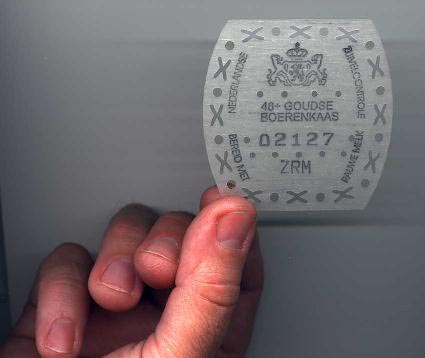 NEDERLANDSE
ZUIVELCONTROLE
48+ GOUDSE
BOERENKAAS
02127
ZRM
BEREID MET
RAUWE MELK